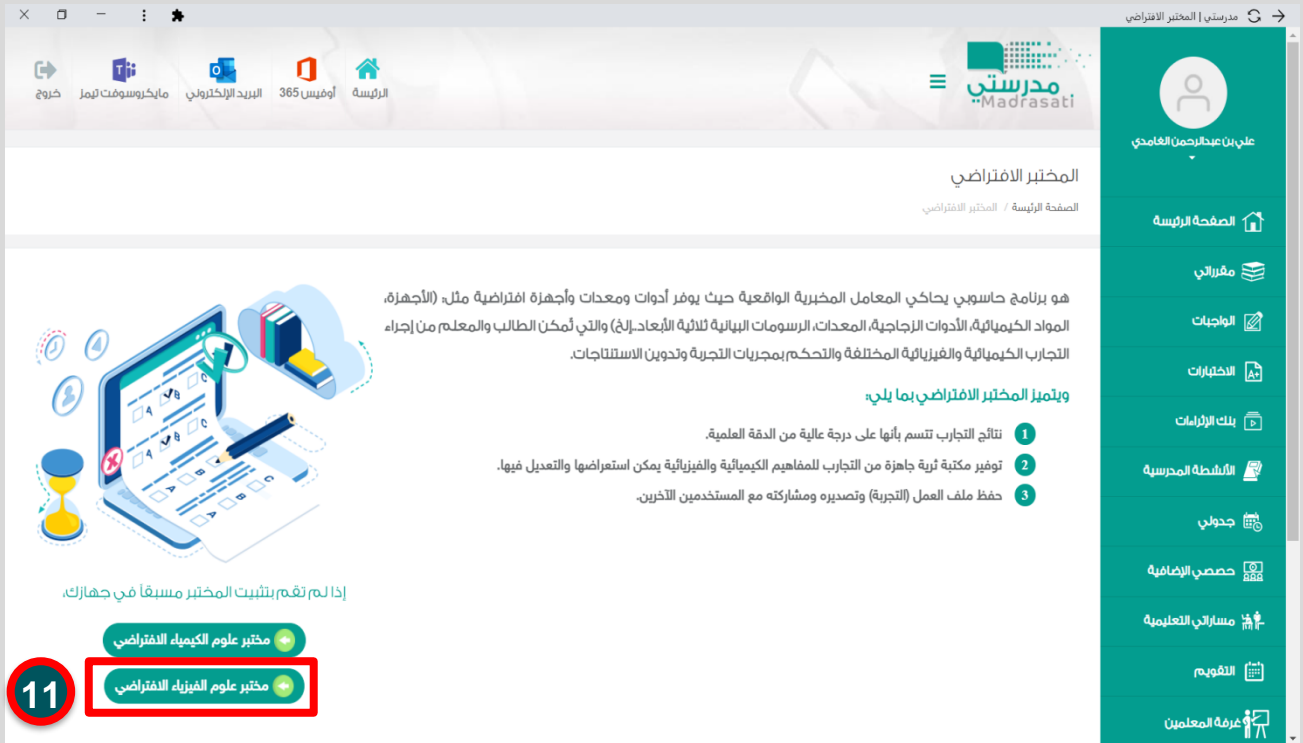 مدرستي | المختبر الافتراضي
علي بن عبدالرحمن الغامدي
الصفحة الرئيسة
مقرراتي
الواجبات
الاختبارات
A+
بنك الإثراءات
الأنشطة المدرسية
جدولي
حصصي الإضافية
مساراتي التعليمية
التقويم
غرفة المعلمين
مدرستي
Madrasati
الرئيسة
أوفيس 365
البريد الإلكتروني
مايكروسوفت تيمز
خروج
المختبر الافتراضي
الصفحة الرئيسة / المختبر الافتراضي
هو برنامج حاسوبي يحاكي المعامل المخبرية الواقعية حيث يوفر أدوات ومعدات وأجهزة افتراضية مثل: (الأجهزة،
المواد الكيميائية، الأدوات الزجاجية، المعدات، الرسومات البيانية ثلاثية الأبعاد..إلخ) والتي تُمكن الطالب والمعلم من إجراء
التجارب الكيميائية والفيزيائية المختلفة والتحكم بمجريات التجربة وتدوين الاستنتاجات.
ويتميز المختبر الافتراضي بما يلي:
1 نتائج التجارب تتسم بأنها على درجة عالية من الدقة العلمية.
2 توفير مكتبة ثرية جاهزة من التجارب للمفاهيم الكيميائية والفيزيائية يمكن استعراضها والتعديل فيها.
3 حفظ ملف العمل (التجربة) وتصديره ومشاركته مع المستخدمين الآخرين.
A B C
A B C D
A B C D
إذا لم تقم بتثبيت المختبر مسبقاً في جهازك،
مختبر علوم الكيمياء الافتراضي
مختبر علوم الفيزياء الافتراضي
11